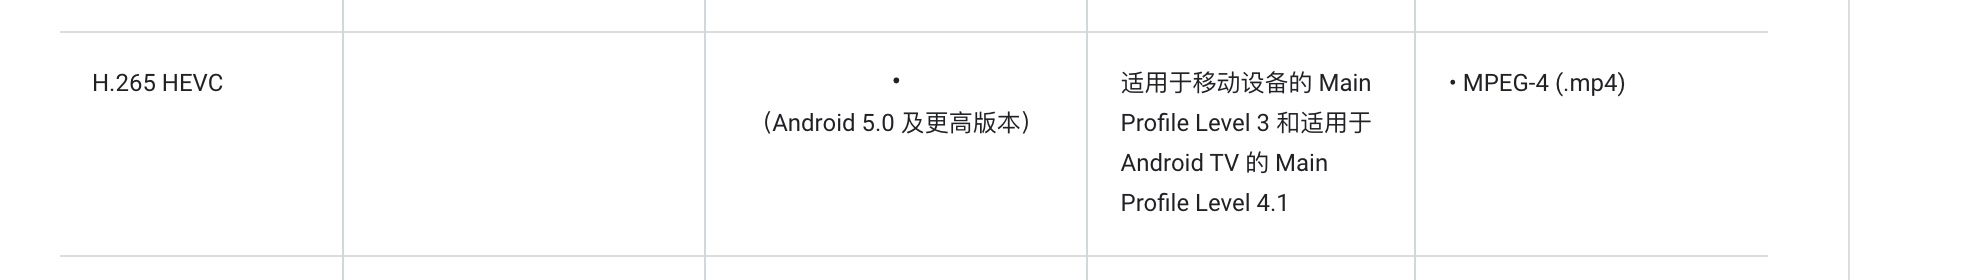 H.265 HEVC
•
（Android 5.0 及更高版本）
适用于移动设备的 Main
Profile Level 3 和适用于
Android TV 的 Main
Profile Level 4.1
• MPEG-4 (.mp4)